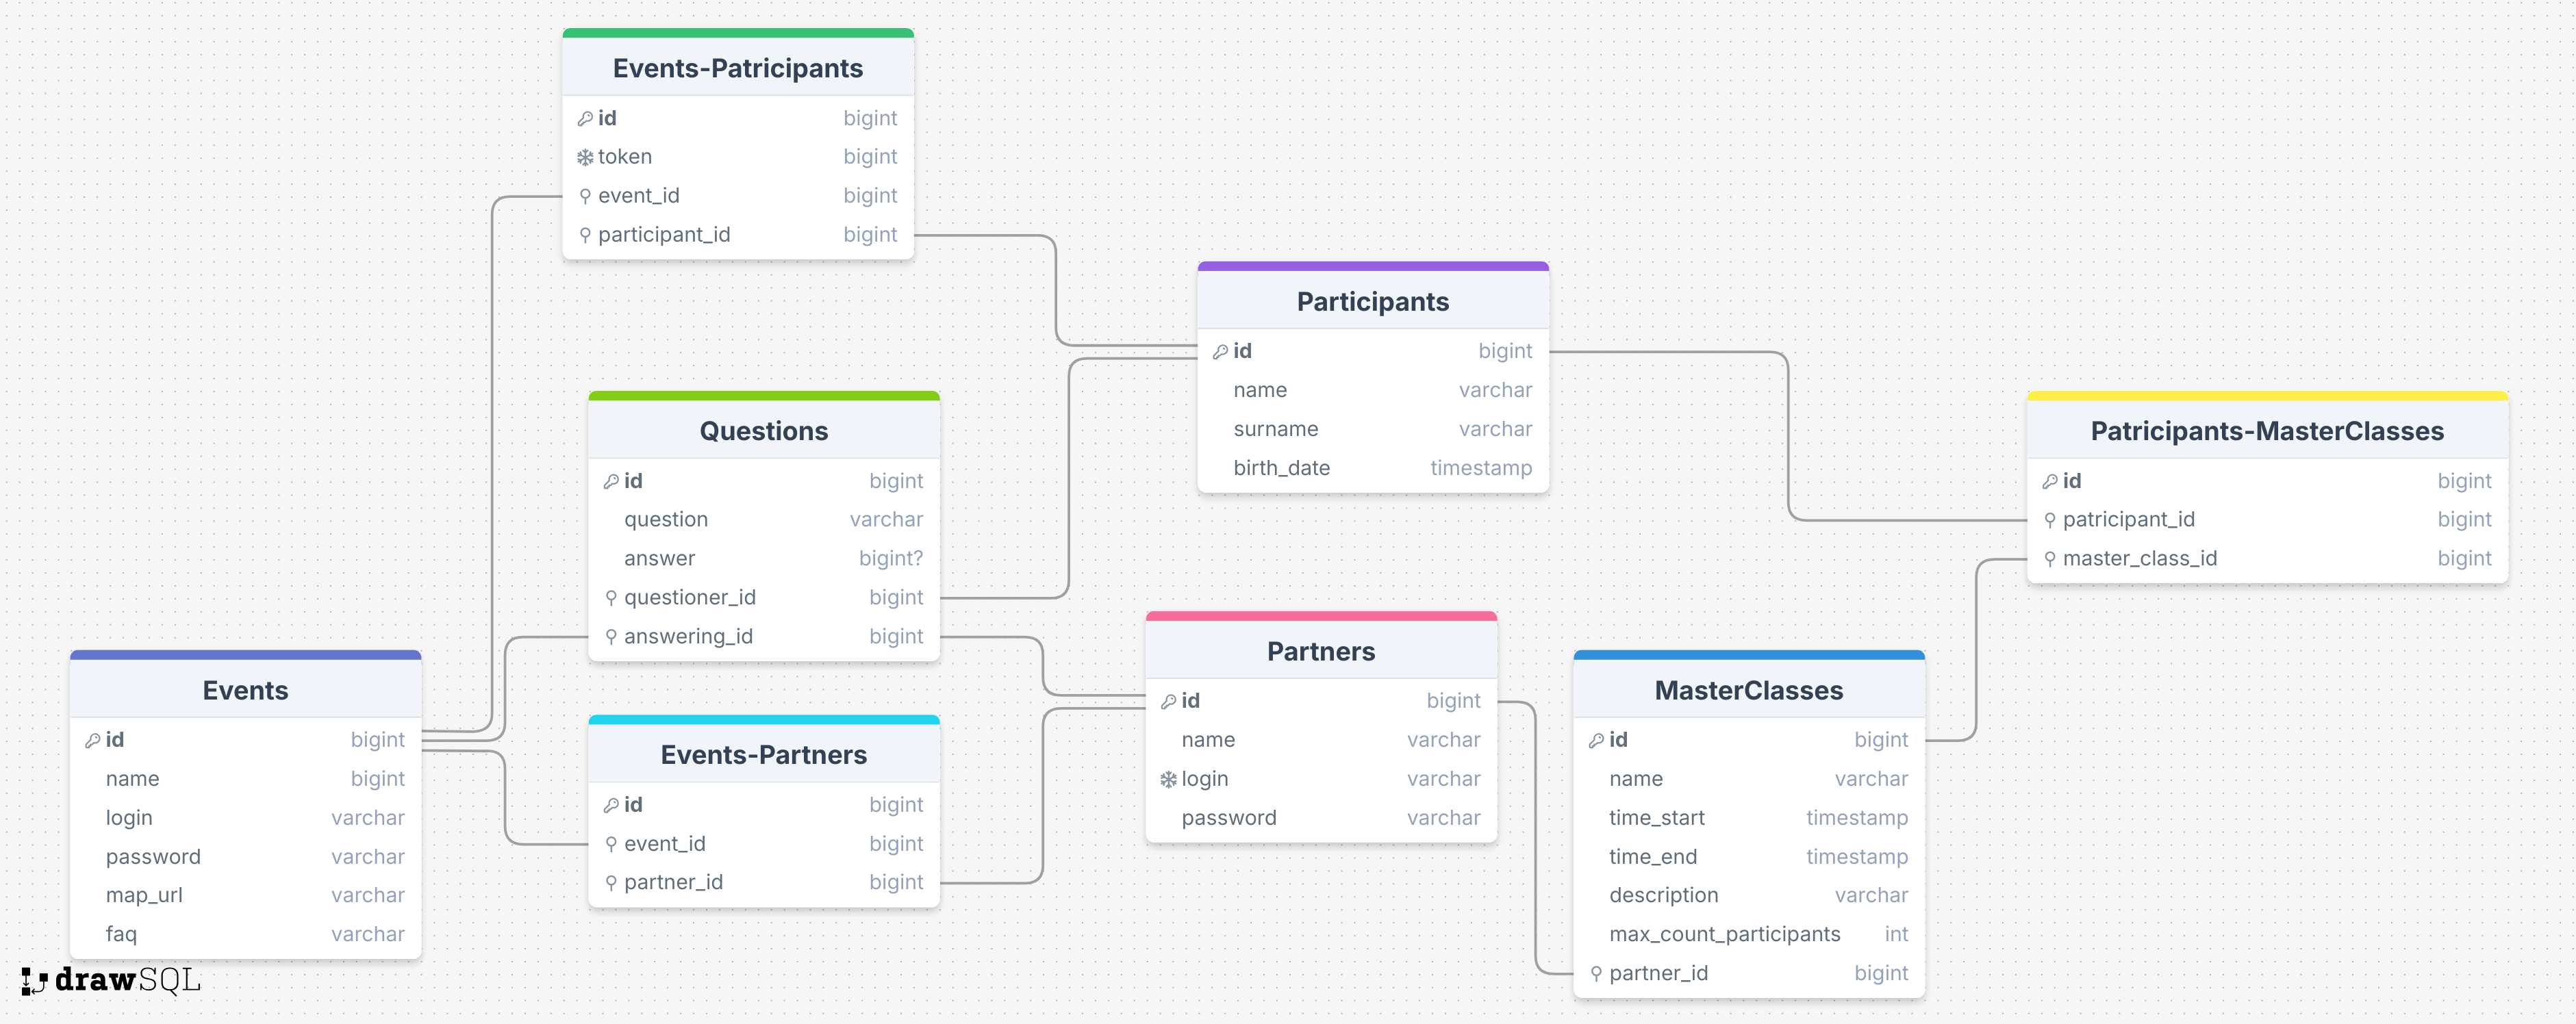 Events-Patricipants
id bigint
token bigint
event_id bigint
participant_id bigint
Participants
id bigint
name varchar
surname varchar
birth_date timestamp
Questions
id bigint
question varchar
answer bigint?
questioner_id bigint
answering_id bigint
Patricipants-MasterClasses
id bigint
patricipant_id bigint
master_class_id bigint
Events
id bigint
name bigint
login varchar
password varchar
map_url varchar
faq varchar
Events-Partners
id bigint
event_id bigint
partner_id bigint
Partners
id bigint
name varchar
login varchar
password varchar
MasterClasses
id bigint
name varchar
time_start timestamp
time_end timestamp
description varchar
max_count_participants int
partner_id bigint
drawSQL